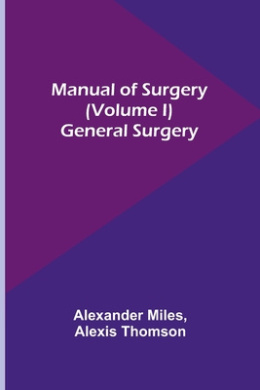 Manual of Surgery
(Volume I)
General Surgery
Alexander Miles,
Alexis Thomson